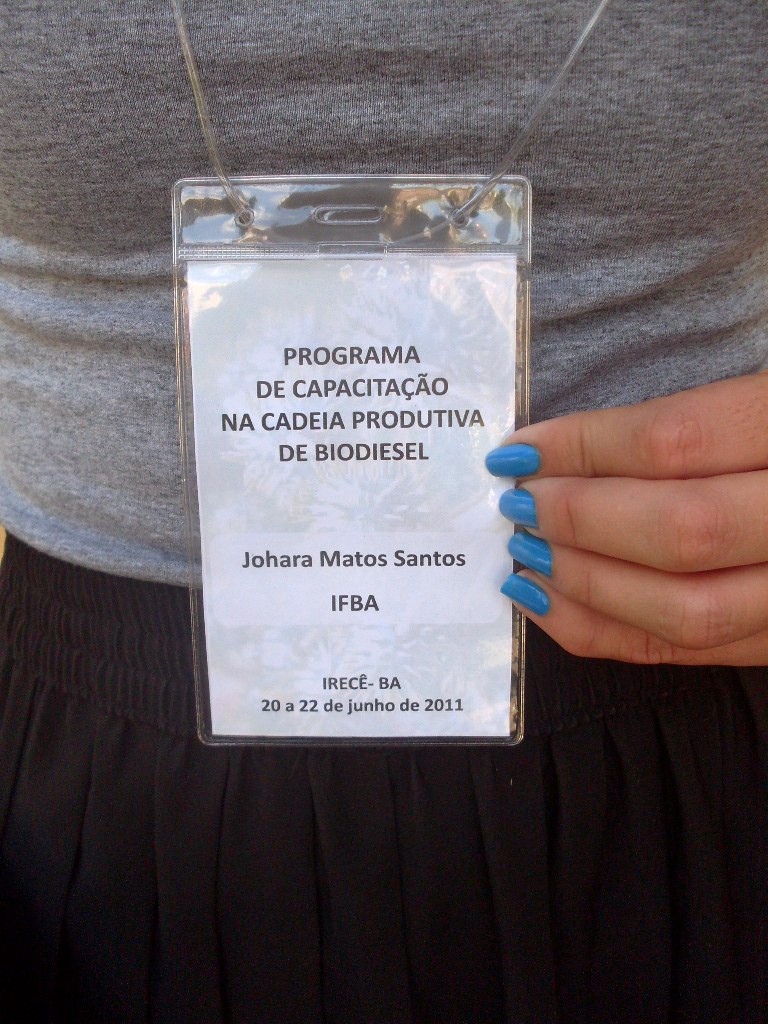 PROGRAMA
DE CAPACITAÇÃO
NA CADEIA PRODUTIVA
DE BIODIESEL
Johara Matos Santos
IFBA
IRECÊ- BA
20 a 22 de junho de 2011